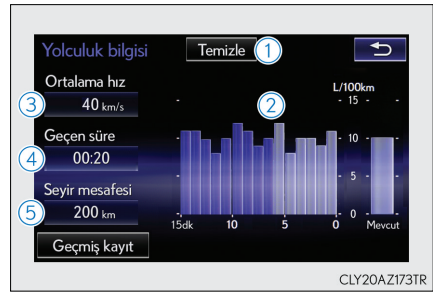 Yolculuk bilgisi
Temizle
1
Ortalama hız
3
40 km/s
Geçen süre
4
00:20
Seyir mesafesi
5
200 km
Geçmiş kayıt
2
L/100km
- 15 -
- 10 -
- 5 -
- 0 -
15dk 10 5 0 Mevcut
CLY20AZ173TR